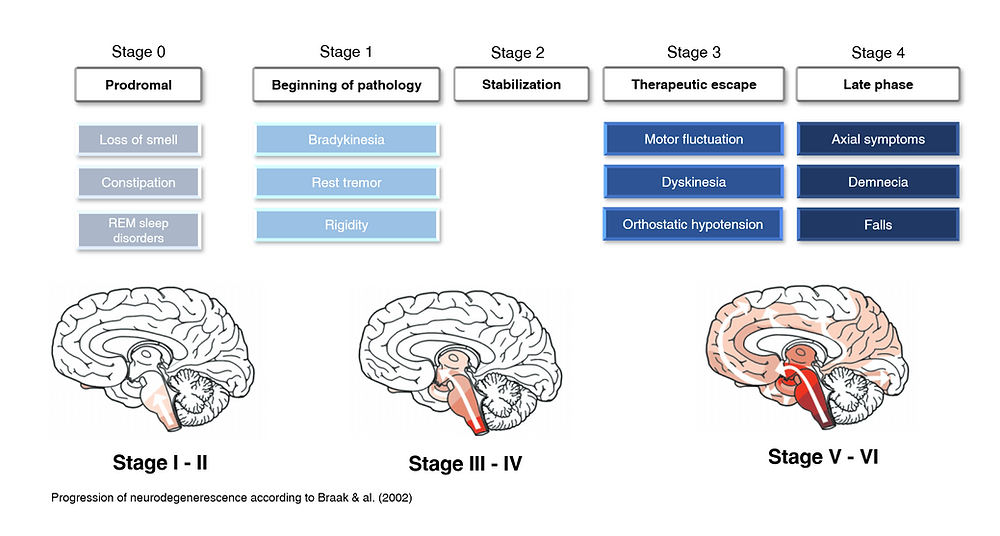 Stage 0
Stage 1
Stage 2
Stage 3
Stage 4
Prodromal
Beginning of pathology
Stabilization
Therapeutic escape
Late phase
Loss of smell
Bradykinesia
Motor fluctuation
Axial symptoms
Constipation
Rest tremor
Dyskinesia
Demnecia
REM sleep
disorders
Rigidity
Orthostatic hypotension
Falls
Stage I - II
Stage III - IV
Stage V - VI
Progression of neurodegenerescence according to Braak & al. (2002)